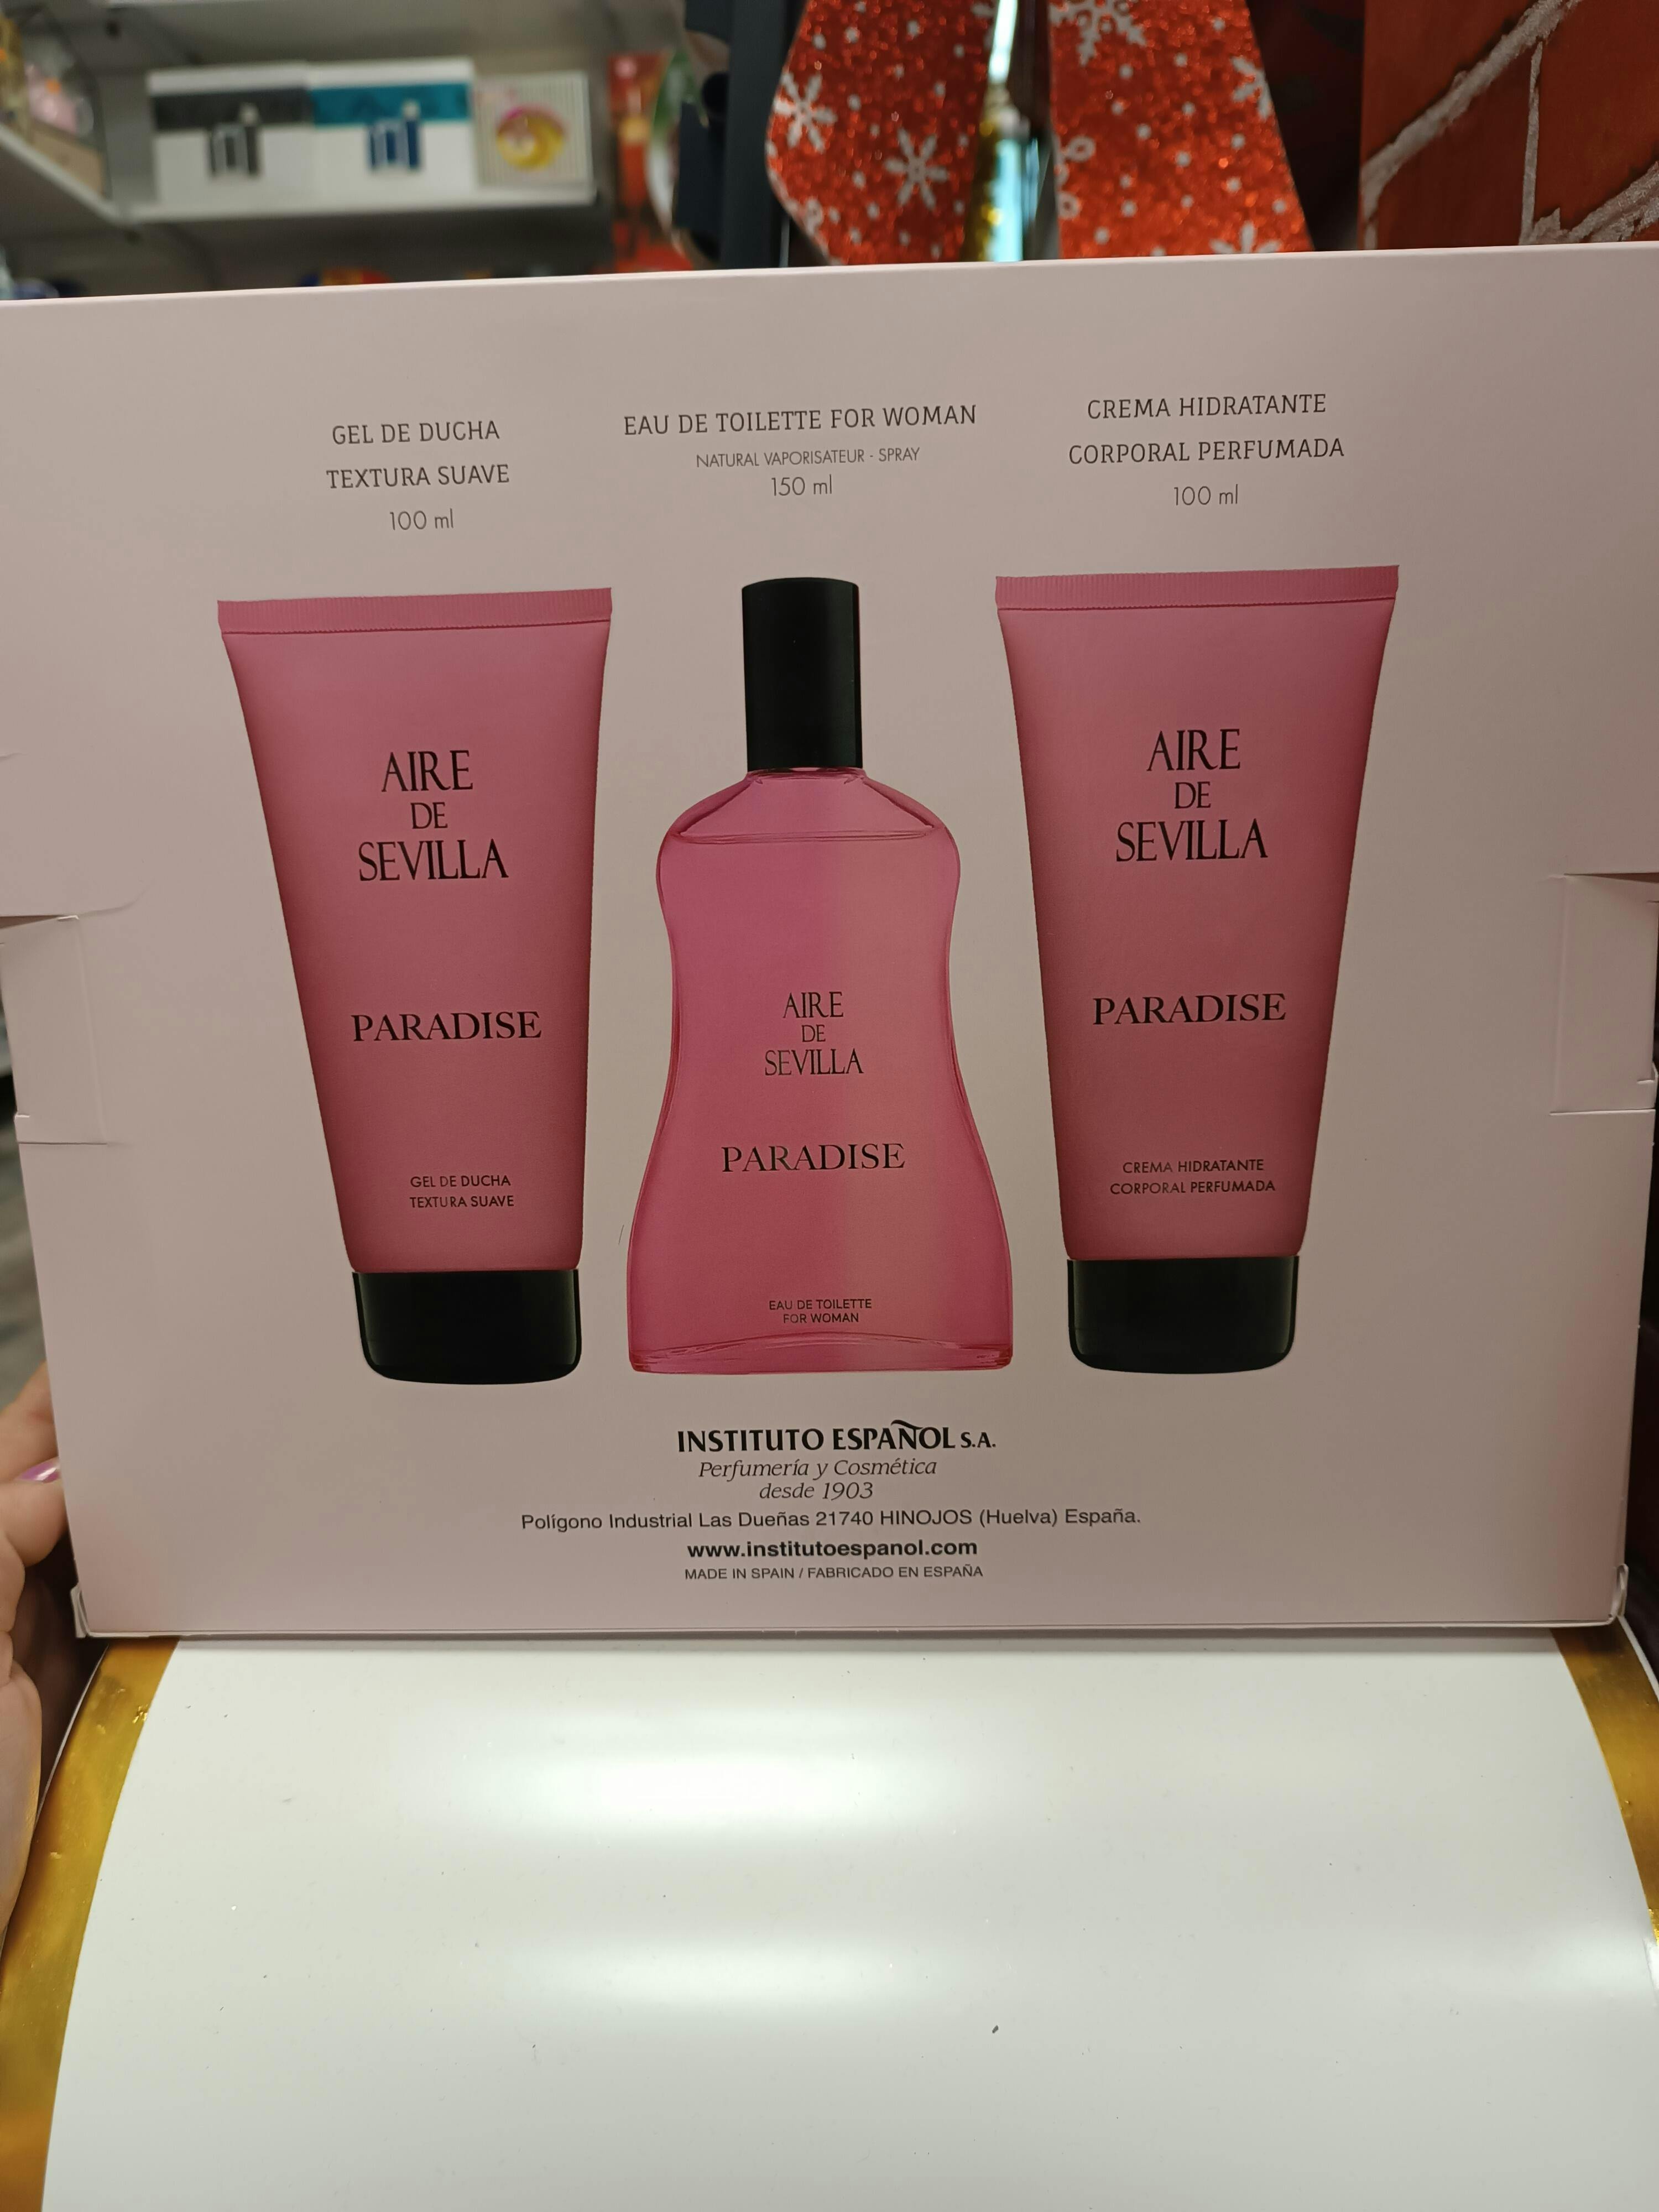 GEL DE DUCHA
TEXTURA SUAVE
100 ml
EAU DE TOILETTE FOR WOMAN
NATURAL VAPORISATEUR - SPRAY
150 ml
CREMA HIDRATANTE
CORPORAL PERFUMADA
100 ml
AIRE
DE
SEVILLA
PARADISE
GEL DE DUCHA
TEXTURA SUAVE
AIRE
DE
SEVILLA
PARADISE
EAU DE TOILETTE
FOR WOMAN
AIRE
DE
SEVILLA
PARADISE
CREMA HIDRATANTE
CORPORAL PERFUMADA
INSTITUTO ESPAÑOL S.A.
Perfumería y Cosmética
desde 1903
Polígono Industrial Las Dueñas 21740 HINOJOS (Huelva) España.
www.institutoespanol.com
MADE IN SPAIN / FABRICADO EN ESPAÑA